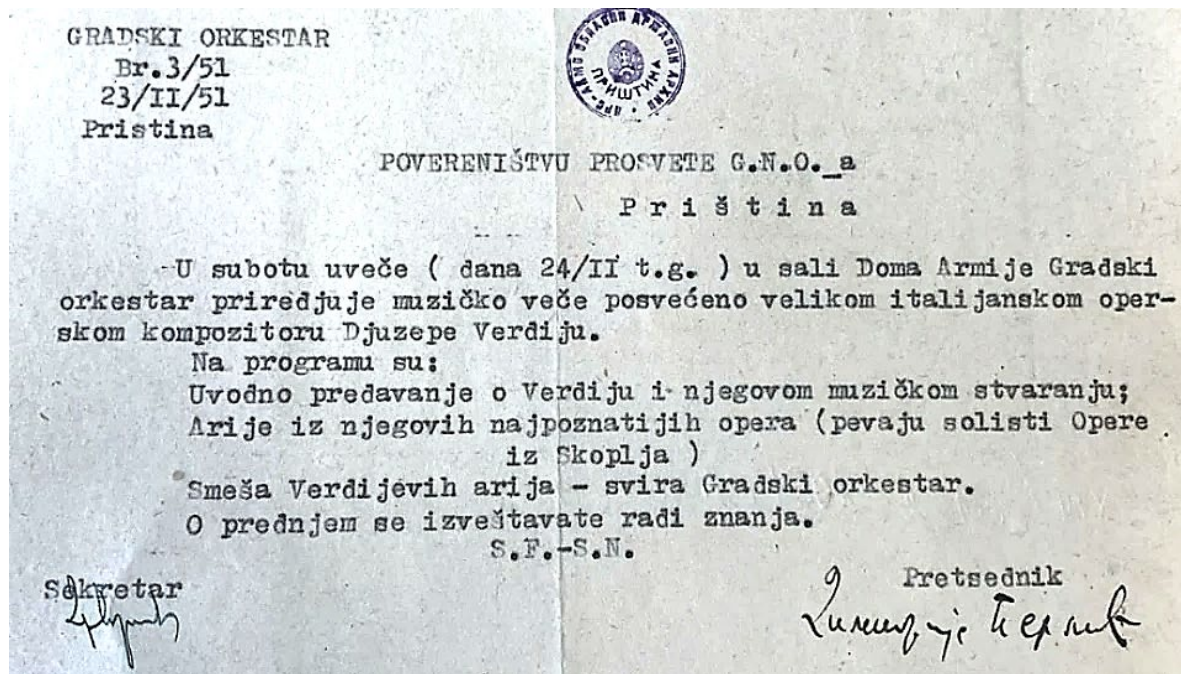 GRADSKI ORKESTAR
Br.3/51
23/II/51
Pristina
ПРИШТИНА
POVERENIŠTVU PROSVETE G.N.O._a
P r i š t i n a
-U subotu uveče ( dana 24/II t.g. ) u sali Doma Armije Gradski
orkestar priredjuje muzičko veče posvećeno velikom italijanskom oper-
skom kompozitoru Djuzepe Verdiju.
Na programu su:
Uvodno predavanje o Verdiju i njegovom muzičkom stvaranju;
Arije iz njegovih najpoznatijih opera (pevaju solisti Opere
iz Skoplja )
Smeša Verdijevih arija - svira Gradski orkestar.
O prednjem se izveštavate radi znanja.
S.F.-S.N.
Sekretar
Pretsednik